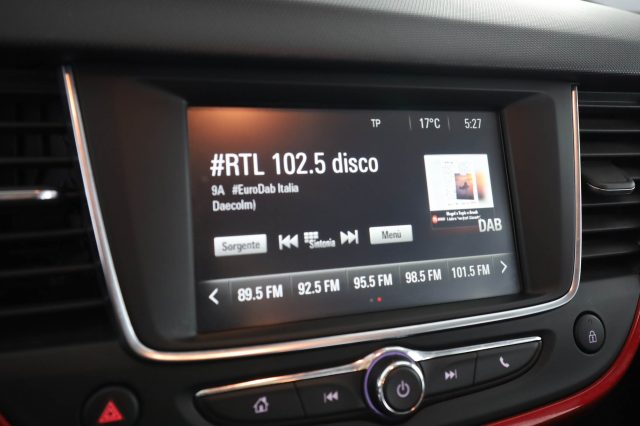 TP 17°C 5:27
#RTL 102.5 disco
9A #EuroDab Italia
Daecolm)
DAB
Sorgente Sintonia Menù
89.5 FM 92.5 FM 95.5 FM 98.5 FM 101.5 FM